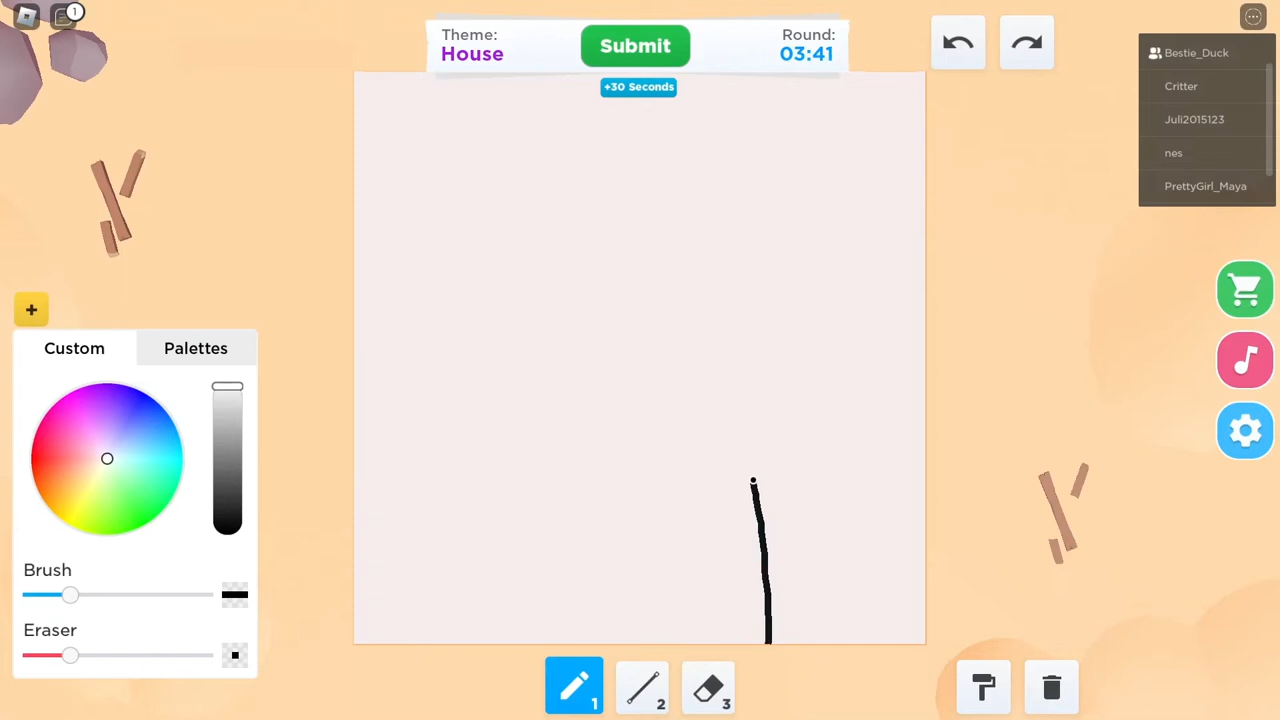 1
Theme:
House
Submit
Round:
03:41
+30 Seconds
Bestie_Duck
Critter
Juli2015123
nes
PrettyGirl_Maya
+
Custom
Palettes
Brush
Eraser
1
2
3